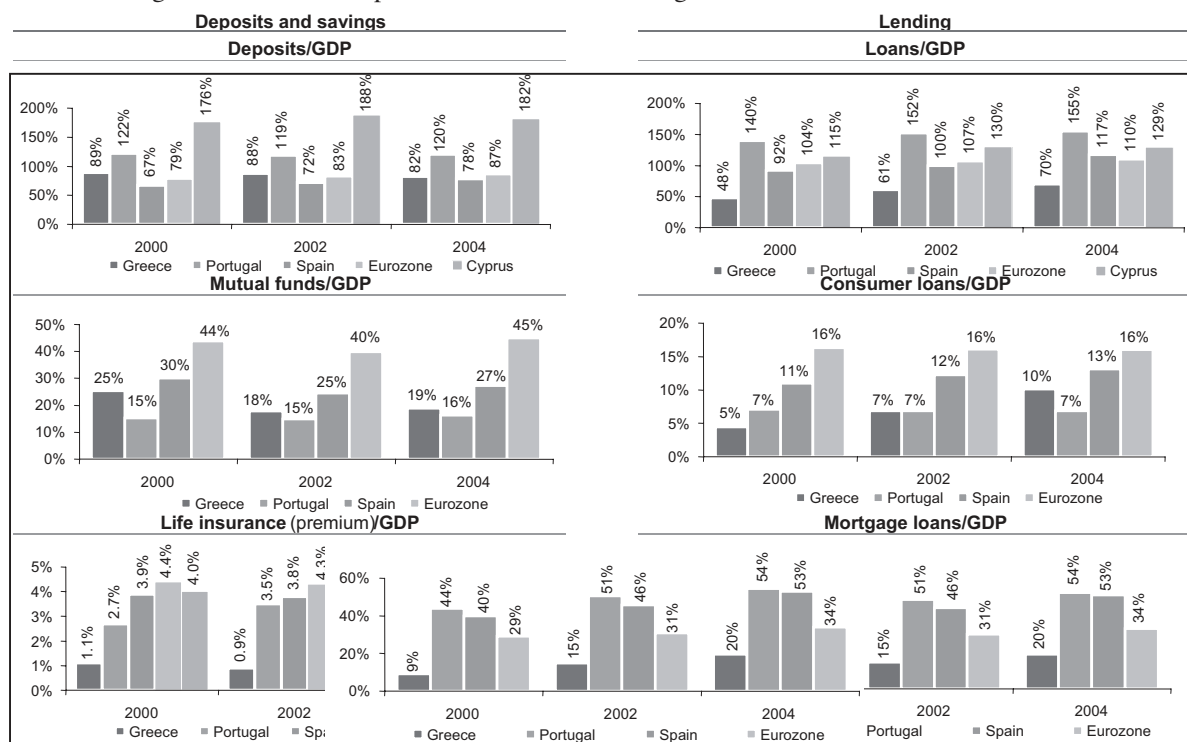 Deposits and savings
Deposits/GDP
200%
150%
100%
50%
0%
89% 122% 67% 79% 176%
88% 119% 72% 83% 188%
82% 120% 78% 87% 182%
2000 2002 2004
Greece Portugal Spain Eurozone Cyprus
Lending
Loans/GDP
200%
150%
100%
50%
0%
48% 140% 92% 104% 115%
61% 152% 100% 107% 130%
70% 155% 117% 110% 129%
2000 2002 2004
Greece Portugal Spain Eurozone Cyprus
Mutual funds/GDP
50%
40%
30%
20%
10%
0%
25% 15% 30% 44%
18% 15% 25% 40%
19% 16% 27% 45%
2000 2002 2004
Greece Portugal Spain Eurozone
Consumer loans/GDP
20%
15%
10%
5%
0%
5% 7% 11% 16%
7% 7% 12% 16%
10% 7% 13% 16%
2000 2002 2004
Greece Portugal Spain Eurozone
Life insurance (premium)/GDP
5%
4%
3%
2%
1%
0%
1.1% 2.7% 3.9% 4.4% 4.0%
0.9% 3.5% 3.8% 4.3%
2000 2002
Greece Portugal
Mortgage loans/GDP
60%
40%
20%
0%
9% 44% 40% 29%
15% 51% 46% 31%
20% 54% 53% 34%
2000 2002 2004
Greece Portugal Spain Eurozone
15% 51% 46% 31%
20% 54% 53% 34%
2002 2004
Portugal Spain Eurozone